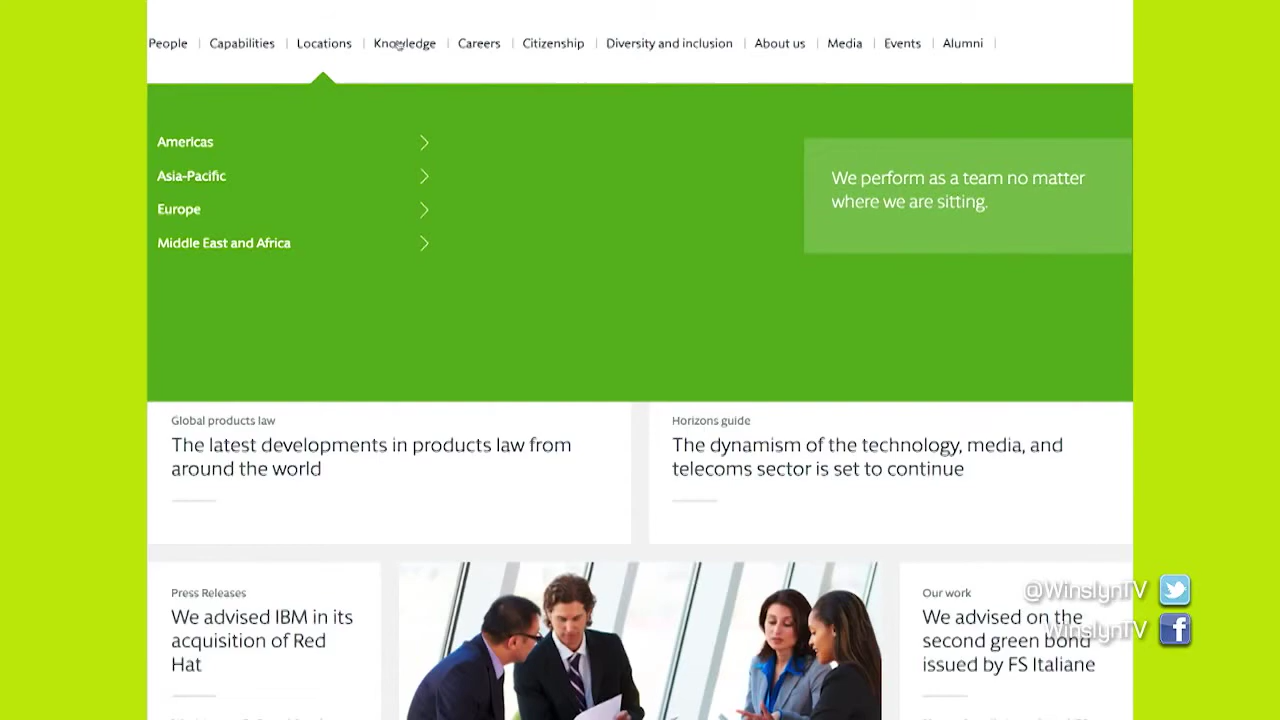 People | Capabilities | Locations | Knowledge | Careers | Citizenship | Diversity and inclusion | About us | Media | Events | Alumni |
Americas
Asia-Pacific
Europe
Middle East and Africa
We perform as a team no matter
where we are sitting.
Global products law
The latest developments in products law from
around the world
Horizons guide
The dynamism of the technology, media, and
telecoms sector is set to continue
Press Releases
We advised IBM in its
acquisition of Red
Hat
Our work
We advised on the
second green bond
issued by FS Italiane
@WinslynTV
WinslynTV